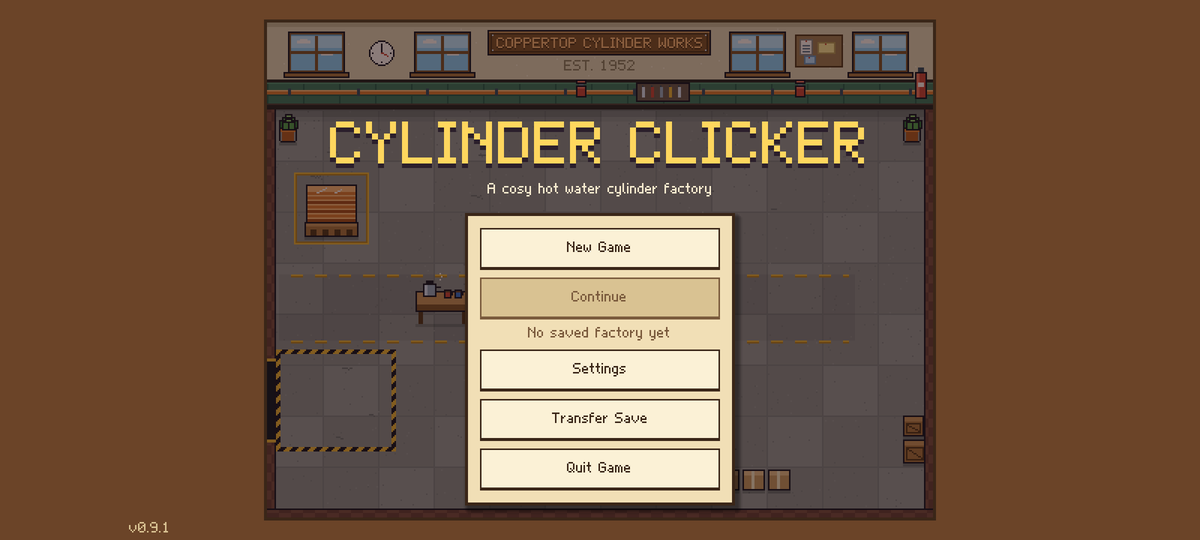 COPPERTOP CYLINDER WORKS
EST. 1952
CYLINDER CLICKER
A cosy hot water cylinder factory
New Game
Continue
No saved factory yet
Settings
Transfer Save
Quit Game
v0.9.1